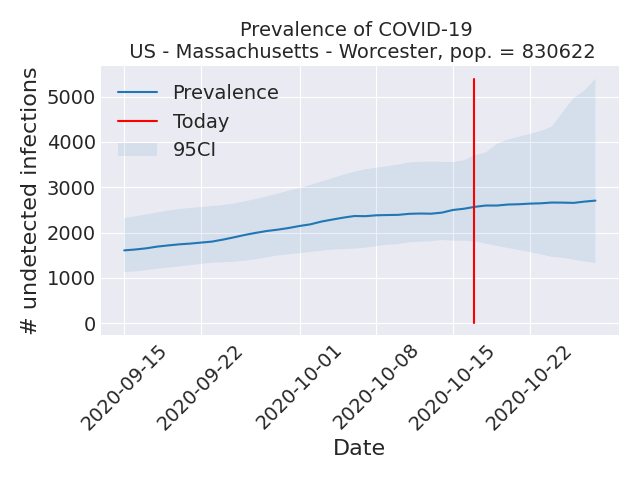 Prevalence of COVID-19
US - Massachusetts - Worcester, pop. = 830622
# undetected infections
5000
4000
3000
2000
1000
0
Prevalence
Today
95CI
2020-09-15
2020-09-22
2020-10-01
2020-10-08
2020-10-15
2020-10-22
Date